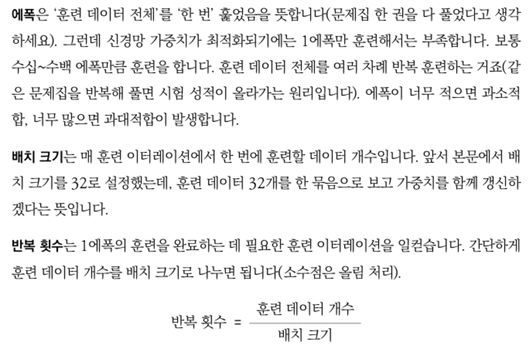 에폭은 ‘훈련 데이터 전체’를 ‘한 번’ 훑었음을 뜻합니다(문제집 한 권을 다 풀었다고 생각
하세요). 그런데 신경망 가중치가 최적화되기에는 1에폭만 훈련해서는 부족합니다. 보통
수십~수백 에폭만큼 훈련을 합니다. 훈련 데이터 전체를 여러 차례 반복 훈련하는 거죠(같
은 문제집을 반복해 풀면 시험 성적이 올라가는 원리입니다). 에폭이 너무 적으면 과소적
합, 너무 많으면 과대적합이 발생합니다.
배치 크기는 매 훈련 이터레이션에서 한 번에 훈련할 데이터 개수입니다. 앞서 본문에서 배
치 크기를 32로 설정했는데, 훈련 데이터 32개를 한 묶음으로 보고 가중치를 함께 갱신하
겠다는 뜻입니다.
반복 횟수는 1에폭의 훈련을 완료하는 데 필요한 훈련 이터레이션을 일컫습니다. 간단하게
훈련 데이터 개수를 배치 크기로 나누면 됩니다(소수점은 올림 처리).
훈련 데이터 개수
반복 횟수 =
배치 크기